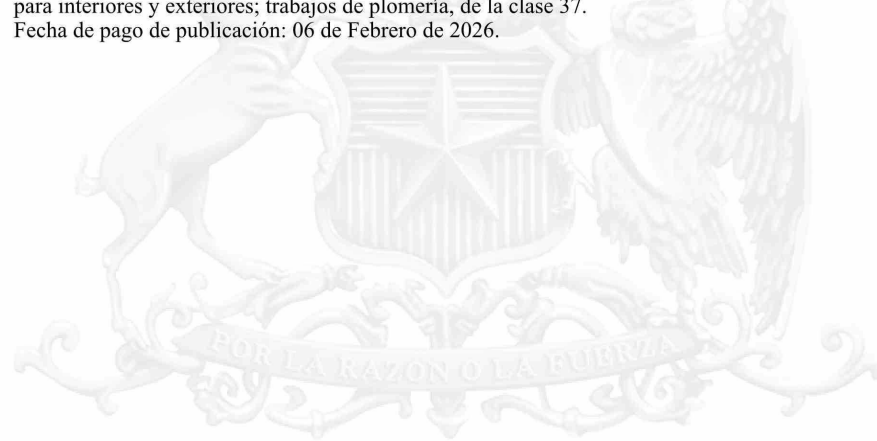 para interiores y exteriores; trabajos de plomería, de la clase 37.
Fecha de pago de publicación: 06 de Febrero de 2026.
POR LA RAZON O LA FUERZA